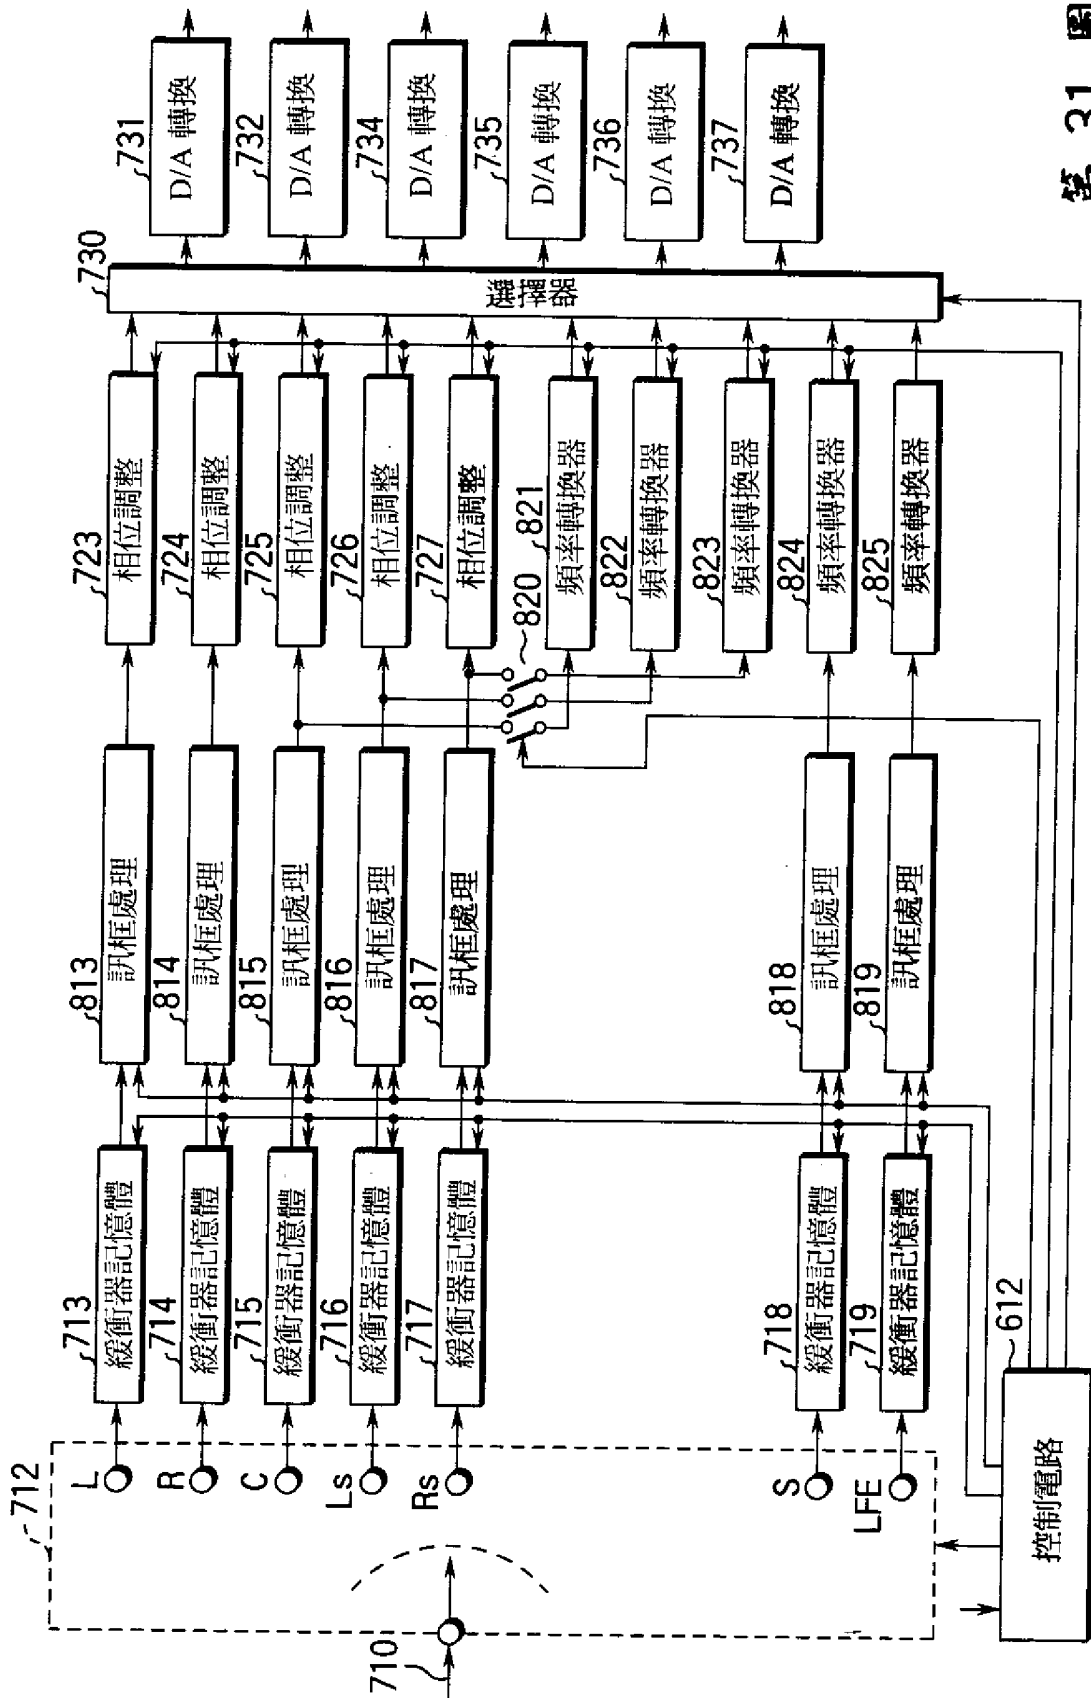 710
712
L
R
C
Ls
Rs
S
LFE
713
緩衝器記憶體
714
緩衝器記憶體
715
緩衝器記憶體
716
緩衝器記憶體
717
緩衝器記憶體
718
緩衝器記憶體
719
緩衝器記憶體
813
訊框處理
814
訊框處理
815
訊框處理
816
訊框處理
817
訊框處理
818
訊框處理
819
訊框處理
723
相位調整
724
相位調整
725
相位調整
726
相位調整
727
相位調整
820
821
頻率轉換器
822
頻率轉換器
823
頻率轉換器
824
頻率轉換器
825
頻率轉換器
730
選擇器
731
D/A 轉換
732
D/A 轉換
734
D/A 轉換
735
D/A 轉換
736
D/A 轉換
737
D/A 轉換
612
控制電路
第 31 圖